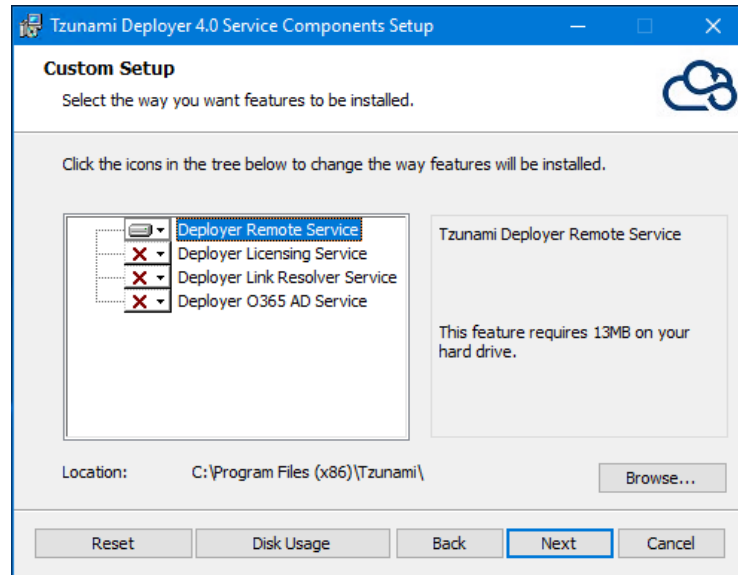 Tzunami Deployer 4.0 Service Components Setup
Custom Setup
Select the way you want features to be installed.
Click the icons in the tree below to change the way features will be installed.
Deployer Remote Service
Deployer Licensing Service
Deployer Link Resolver Service
Deployer O365 AD Service
Tzunami Deployer Remote Service
This feature requires 13MB on your
hard drive.
Location: C:\Program Files (x86)\Tzunami\
Browse...
Reset Disk Usage Back Next Cancel